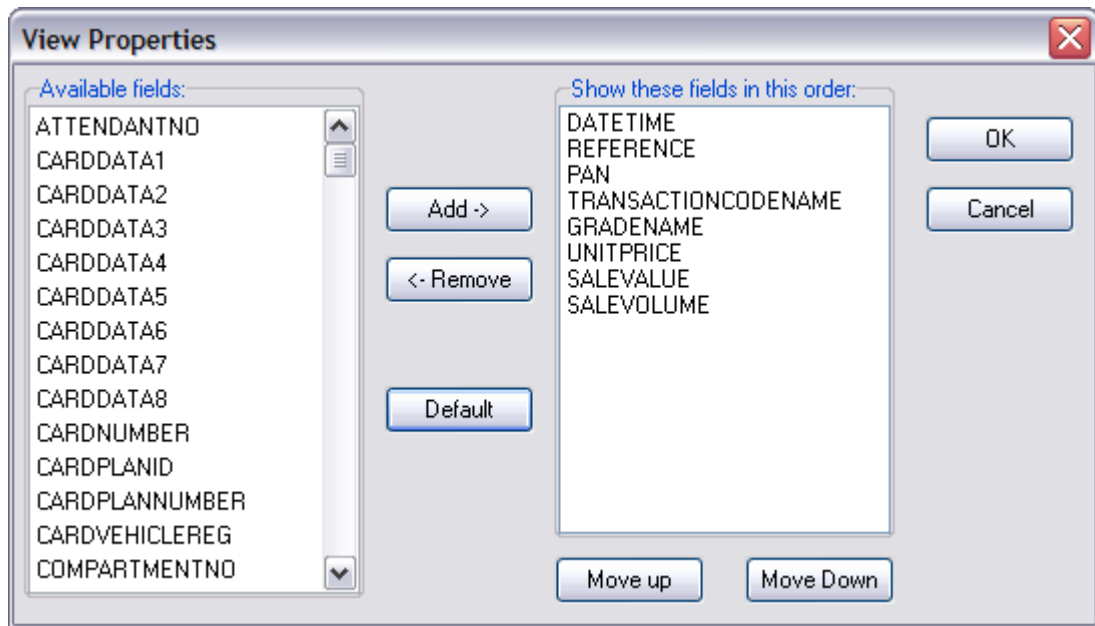 View Properties
Available fields:
ATTENDANTNO
CARDDATA1
CARDDATA2
CARDDATA3
CARDDATA4
CARDDATA5
CARDDATA6
CARDDATA7
CARDDATA8
CARDNUMBER
CARDPLANID
CARDPLANNUMBER
CARDVEHICLEREG
COMPARTMENTNO
Add ->
<- Remove
Default
Show these fields in this order:
DATETIME
REFERENCE
PAN
TRANSACTIONCODENAME
GRADENAME
UNITPRICE
SALEVALUE
SALEVOLUME
Move up
Move Down
OK
Cancel